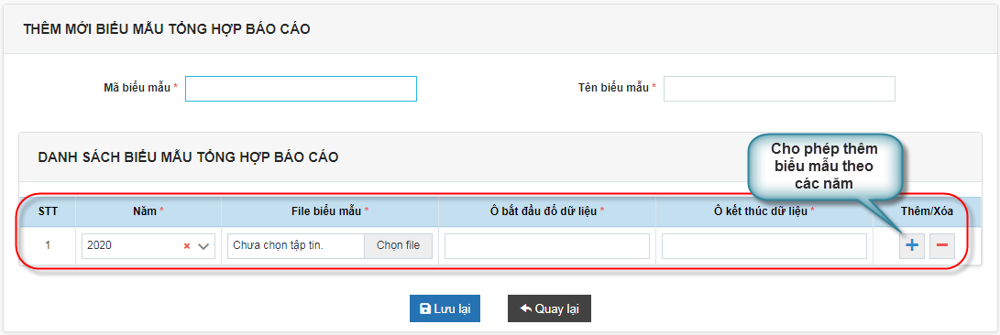 THÊM MỚI BIỂU MẪU TỔNG HỢP BÁO CÁO
Mã biểu mẫu * Tên biểu mẫu *
DANH SÁCH BIỂU MẪU TỔNG HỢP BÁO CÁO
Cho phép thêm
biểu mẫu theo
các năm
STT Năm * File biểu mẫu * Ô bắt đầu đổ dữ liệu * Ô kết thúc dữ liệu * Thêm/Xóa
1 2020 Chưa chọn tập tin. Chọn file
Lưu lại Quay lại